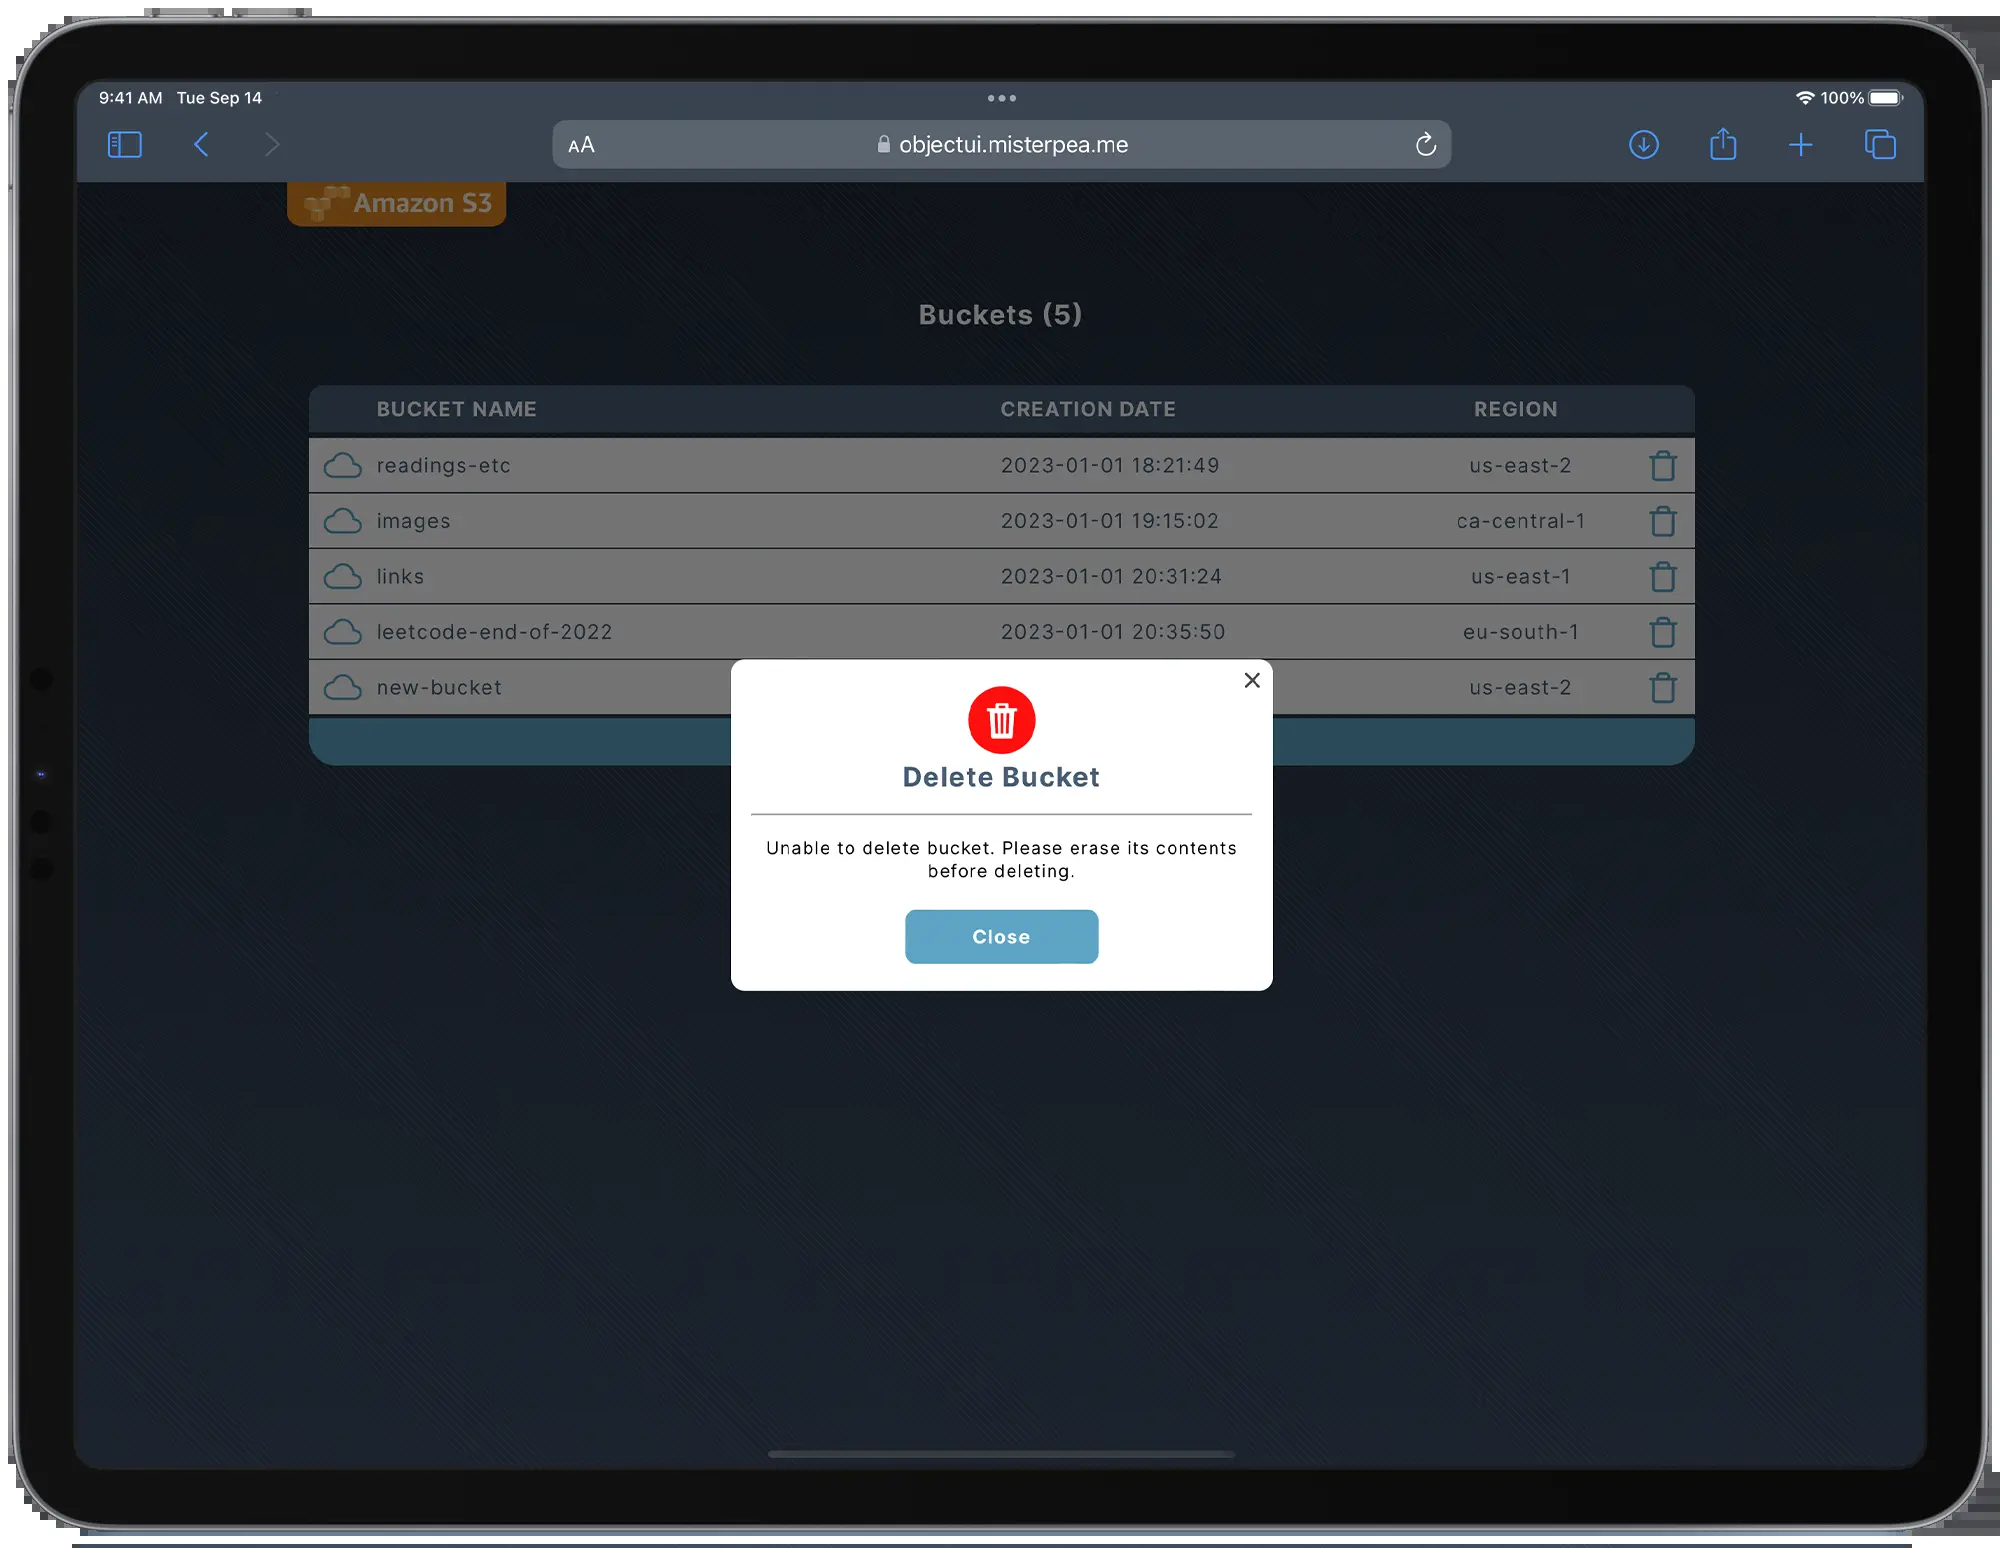 9:41 AM Tue Sep 14
100%
AA
objectui.misterpea.me
Amazon S3
Buckets (5)
BUCKET NAME CREATION DATE REGION
readings-etc 2023-01-01 18:21:49 us-east-2
images 2023-01-01 19:15:02 ca-central-1
links 2023-01-01 20:31:24 us-east-1
leetcode-end-of-2022 2023-01-01 20:35:50 eu-south-1
new-bucket us-east-2
Delete Bucket
Unable to delete bucket. Please erase its contents
before deleting.
Close